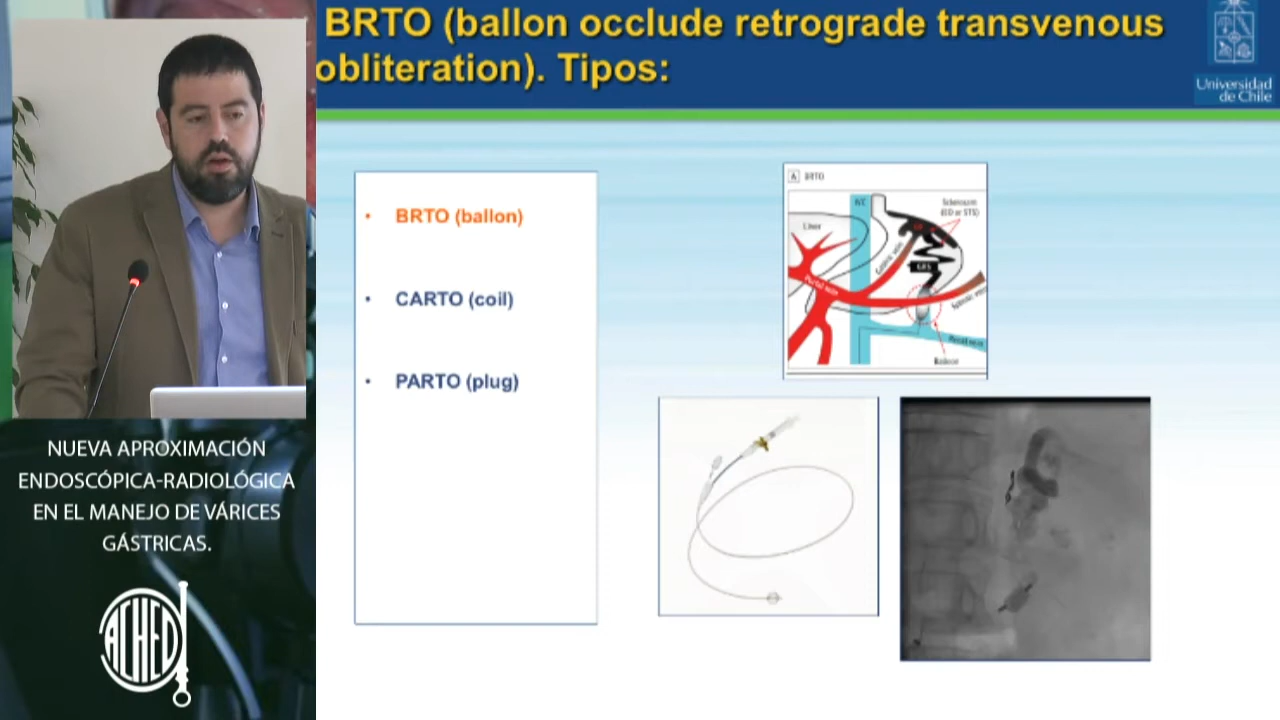 BRTO (ballon occlude retrograde transvenous
obliteration). Tipos:
Universidad
de Chile
BRTO (ballon)
CARTO (coil)
PARTO (plug)
A BRTO
IVC
Sclerosant
(EO or STS)
Liver
Gastric vein
GRS
Portal vein
Splenic vein
Renal vein
Balloon
NUEVA APROXIMACIÓN
ENDOSCÓPICA-RADIOLÓGICA
EN EL MANEJO DE VÁRICES
GÁSTRICAS.
ACHED